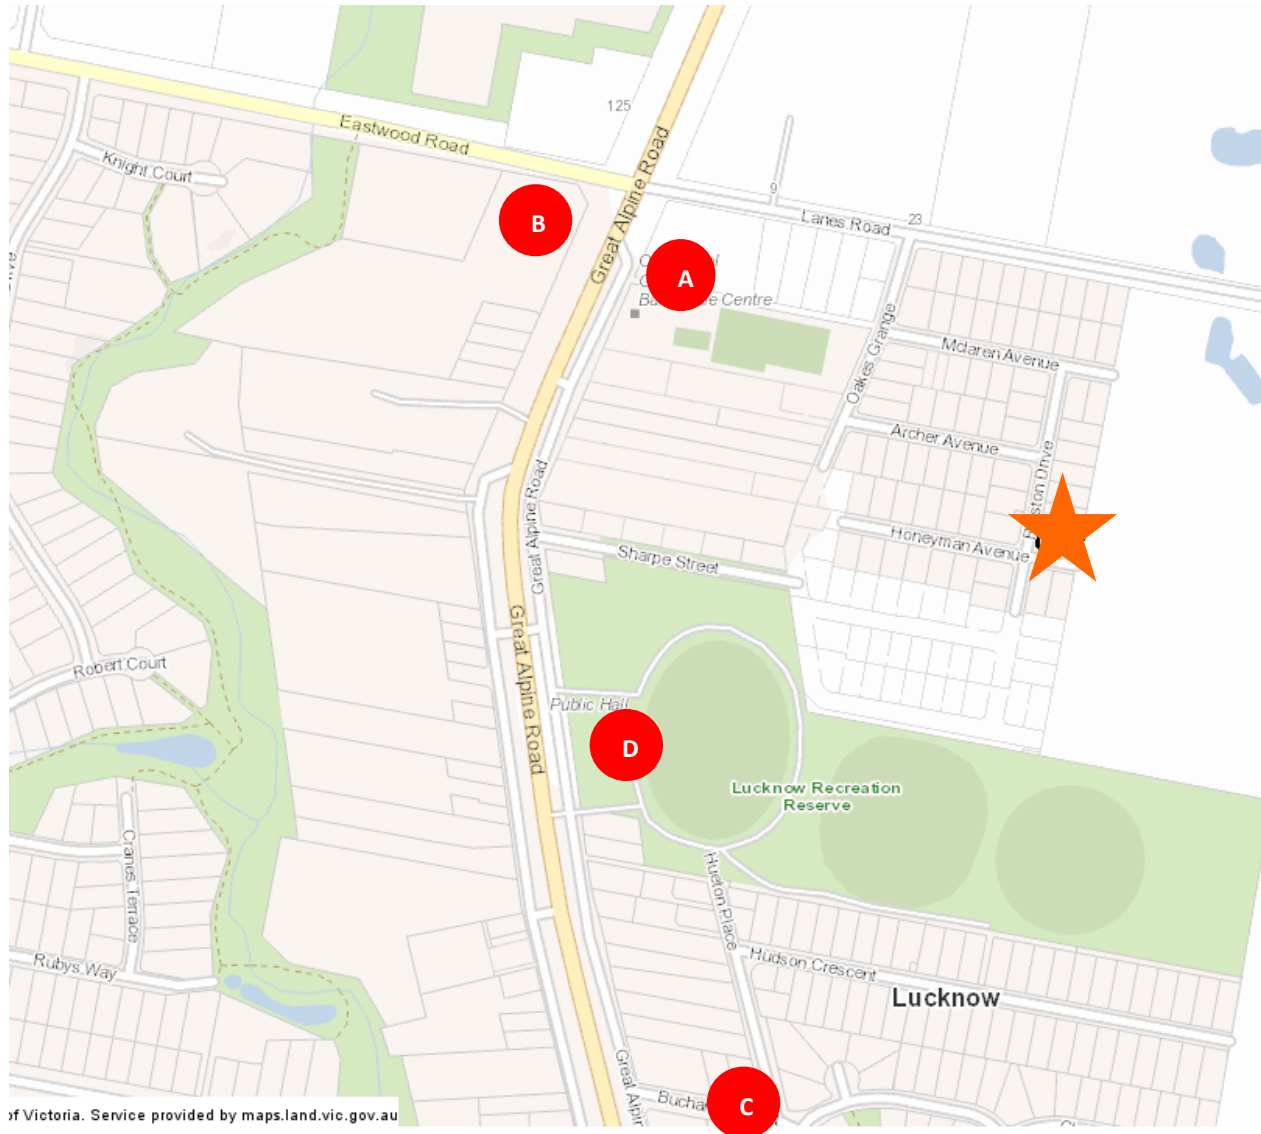 125
Eastwood Road
Great Alpine Road
Knight Court
9
23
Lanes Road
B
A
Centre
Oakes Grange
Mclaren Avenue
Archer Avenue
Drive
Great Alpine Road
Honeyman Avenue
Sharpe Street
Great Alpine Road
Robert Court
Public Hall
D
Lucknow Recreation
Reserve
Cranes Terrace
Hueton Place
Rubys Way
Hudson Crescent
Lucknow
Great
C
of Victoria. Service provided by maps.land.vic.gov.au